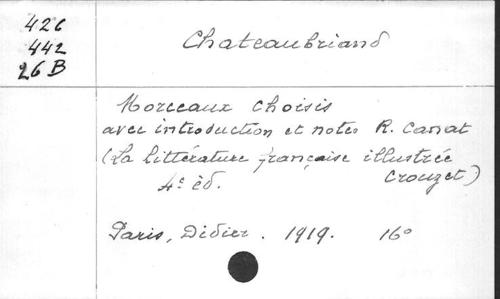 426
442
26 B
Chateaubriand
Morceaux choisis
avec introduction et notes R. Canat
(La littérature française illustrée
4e éd. Crouzet)
Paris, Didier. 1919. 16°